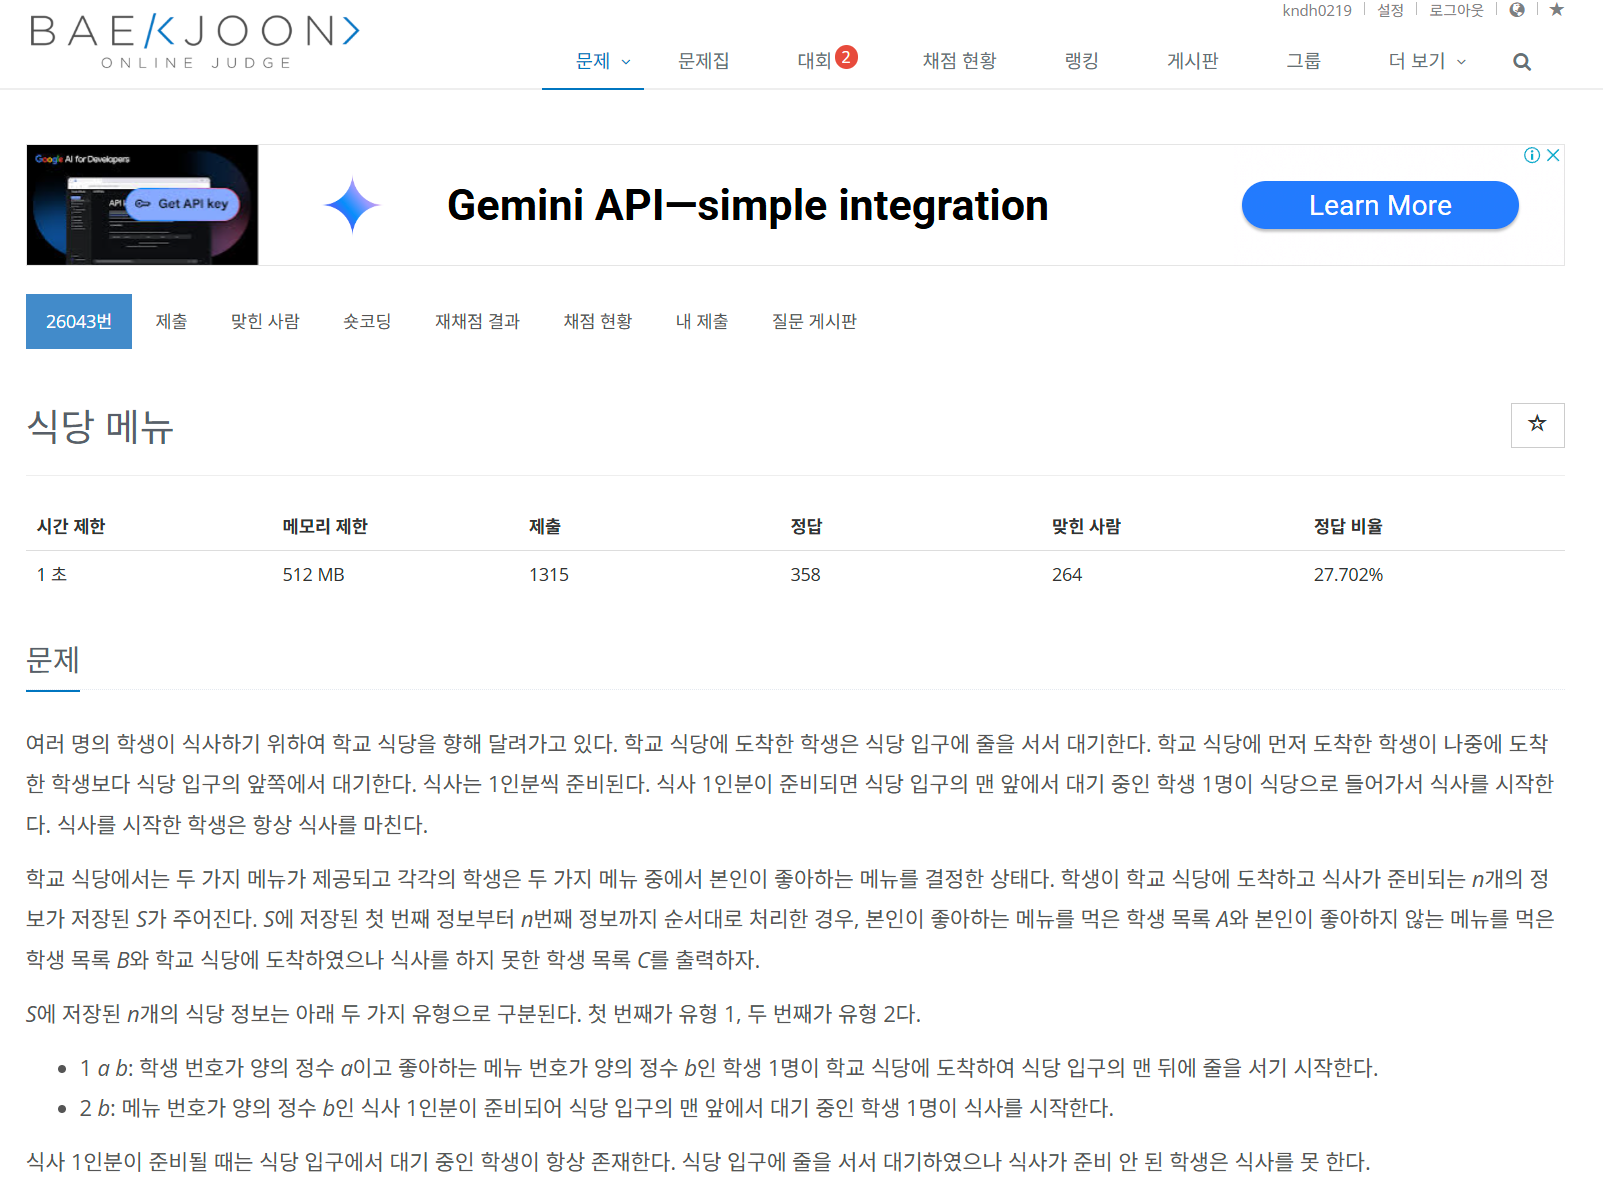 BAEKJOON>
ONLINE JUDGE
kndh0219 설정 로그아웃
문제 문제집 대회 2 채점 현황 랭킹 게시판 그룹 더 보기
Google AI for Developers
Get API key
Gemini API—simple integration
Learn More
26043번 제출 맞힌 사람 숏코딩 재채점 결과 채점 현황 내 제출 질문 게시판
식당 메뉴
시간 제한 메모리 제한 제출 정답 맞힌 사람 정답 비율
1 초 512 MB 1315 358 264 27.702%
문제
여러 명의 학생이 식사하기 위하여 학교 식당을 향해 달려가고 있다. 학교 식당에 도착한 학생은 식당 입구에 줄을 서서 대기한다. 학교 식당에 먼저 도착한 학생이 나중에 도착
한 학생보다 식당 입구의 앞쪽에서 대기한다. 식사는 1인분씩 준비된다. 식사 1인분이 준비되면 식당 입구의 맨 앞에서 대기 중인 학생 1명이 식당으로 들어가서 식사를 시작한
다. 식사를 시작한 학생은 항상 식사를 마친다.
학교 식당에서는 두 가지 메뉴가 제공되고 각각의 학생은 두 가지 메뉴 중에서 본인이 좋아하는 메뉴를 결정한 상태다. 학생이 학교 식당에 도착하고 식사가 준비되는 n개의 정
보가 저장된 S가 주어진다. S에 저장된 첫 번째 정보부터 n번째 정보까지 순서대로 처리한 경우, 본인이 좋아하는 메뉴를 먹은 학생 목록 A와 본인이 좋아하지 않는 메뉴를 먹은
학생 목록 B와 학교 식당에 도착하였으나 식사를 하지 못한 학생 목록 C를 출력하자.
S에 저장된 n개의 식당 정보는 아래 두 가지 유형으로 구분된다. 첫 번째가 유형 1, 두 번째가 유형 2다.
• 1 a b: 학생 번호가 양의 정수 a이고 좋아하는 메뉴 번호가 양의 정수 b인 학생 1명이 학교 식당에 도착하여 식당 입구의 맨 뒤에 줄을 서기 시작한다.
• 2 b: 메뉴 번호가 양의 정수 b인 식사 1인분이 준비되어 식당 입구의 맨 앞에서 대기 중인 학생 1명이 식사를 시작한다.
식사 1인분이 준비될 때는 식당 입구에서 대기 중인 학생이 항상 존재한다. 식당 입구에 줄을 서서 대기하였으나 식사가 준비 안 된 학생은 식사를 못 한다.